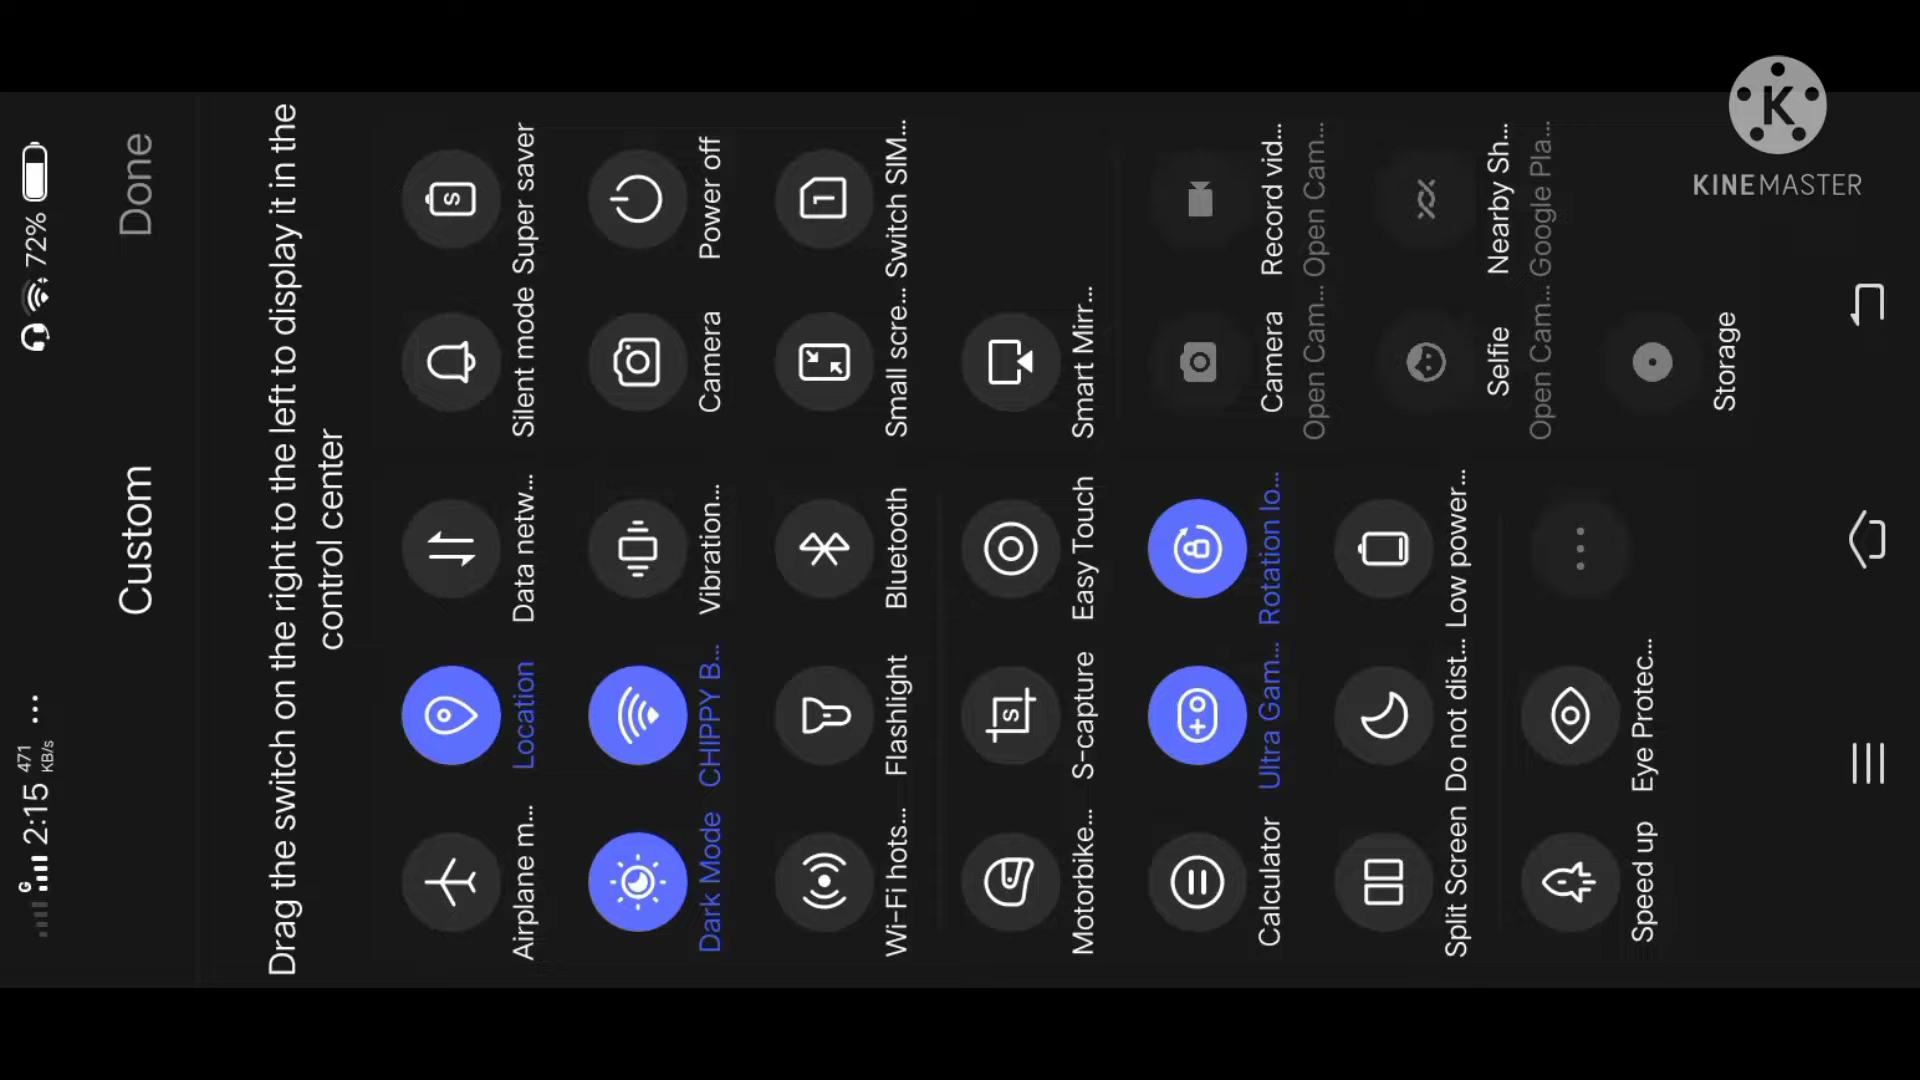 G 2:15 471 KB/s ... 72%
Custom
Done
Drag the switch on the right to the left to display it in the
control center
Airplane m...
Location
Data netw...
Silent mode
Super saver
Dark Mode
CHIPPY B...
Vibration...
Camera
Power off
Wi-Fi hots...
Flashlight
Bluetooth
Small scre...
Switch SIM...
Motorbike...
S-capture
Easy Touch
Smart Mirr...
Calculator
Ultra Gam...
Rotation lo...
Camera
Open Cam...
Record vid...
Open Cam...
Split Screen
Do not dist...
Low power...
Selfie
Open Cam...
Nearby Sh...
Google Pla...
Speed up
Eye Protec...
Storage
S
1
S
K
KINEMASTER